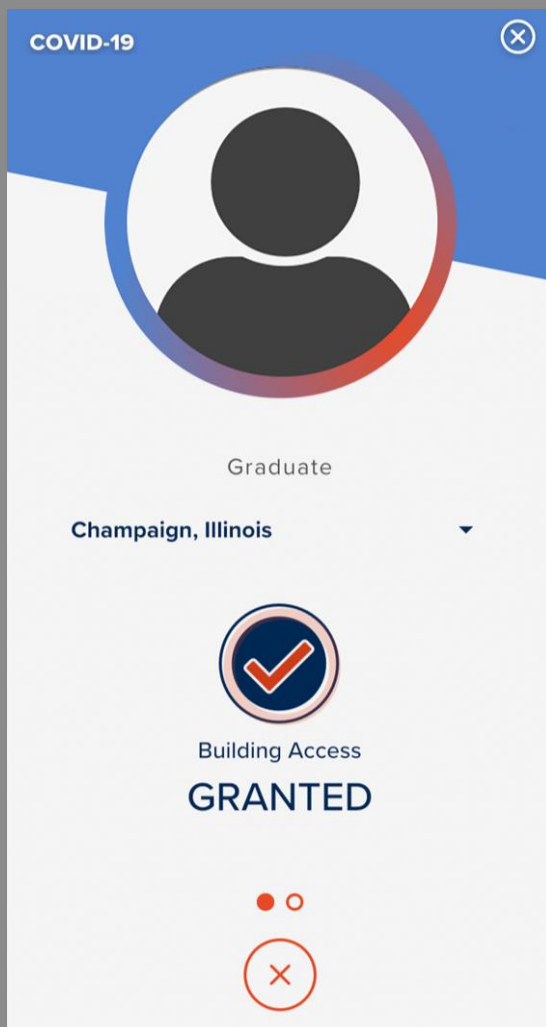 COVID-19
Graduate
Champaign, Illinois
Building Access
GRANTED